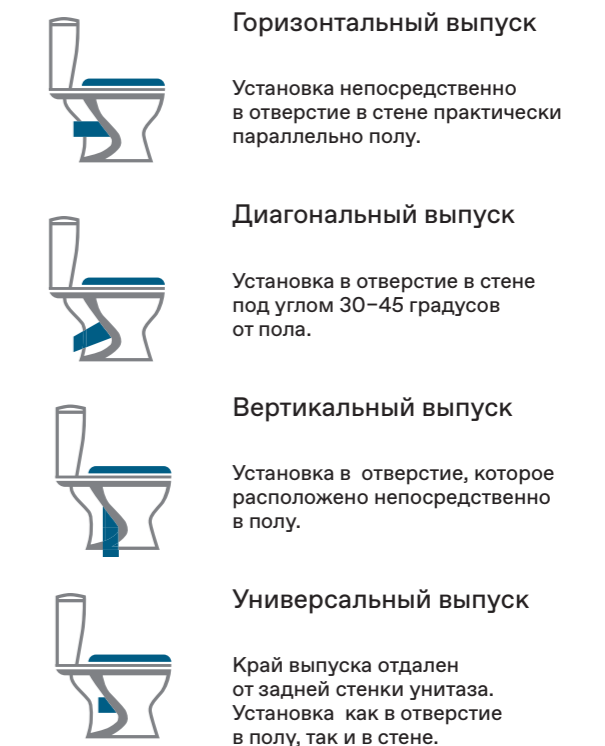 Горизонтальный выпуск
Установка непосредственно
в отверстие в стене практически
параллельно полу.
Диагональный выпуск
Установка в отверстие в стене
под углом 30–45 градусов
от пола.
Вертикальный выпуск
Установка в отверстие, которое
расположено непосредственно
в полу.
Универсальный выпуск
Край выпуска отдален
от задней стенки унитаза.
Установка как в отверстие
в полу, так и в стене.